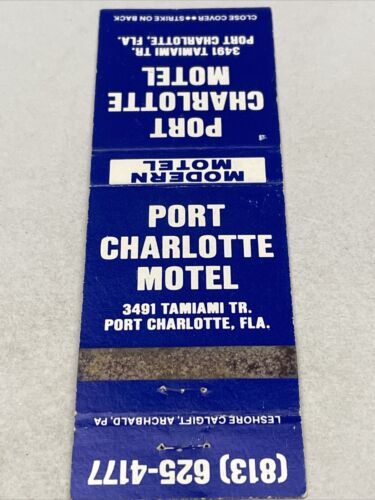 CLOSE COVER●●STRIKE ON BACK
3491 TAMIAMI TR.
PORT CHARLOTTE, FLA.
PORT
CHARLOTTE
MOTEL
MODERN
MOTEL
PORT
CHARLOTTE
MOTEL
3491 TAMIAMI TR.
PORT CHARLOTTE, FLA.
LESHORE CALGIFT, ARCHBALD, PA
(813) 625-4177